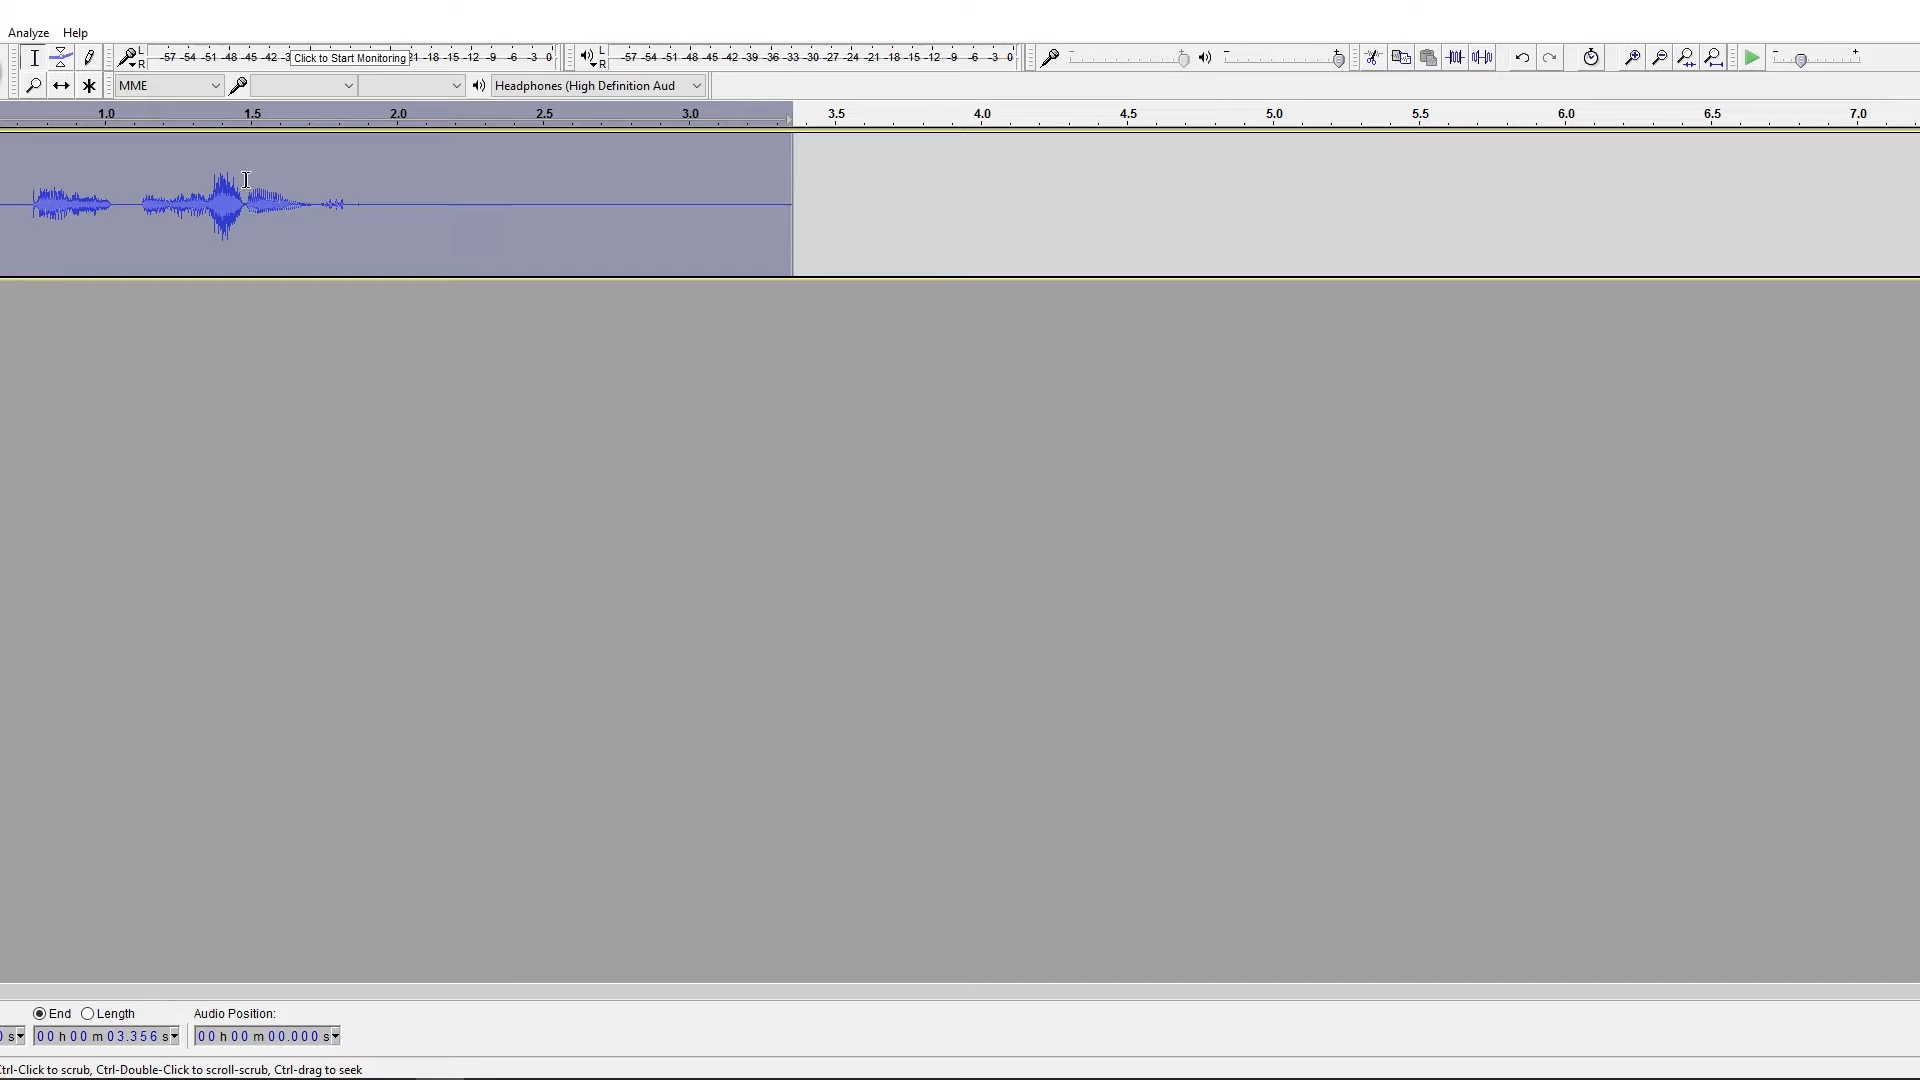 Analyze Help
L R -57 -54 -51 -48 -45 -42 -3 Click to Start Monitoring 21 -18 -15 -12 -9 -6 -3 0 L R -57 -54 -51 -48 -45 -42 -39 -36 -33 -30 -27 -24 -21 -18 -15 -12 -9 -6 -3 0 - + - + - +
MME Headphones (High Definition Aud
1.0 1.5 2.0 2.5 3.0 3.5 4.0 4.5 5.0 5.5 6.0 6.5 7.0
End Length Audio Position:
0 s 00 h 00 m 03.356 s 00 h 00 m 00.000 s
Ctrl-Click to scrub, Ctrl-Double-Click to scroll-scrub, Ctrl-drag to seek